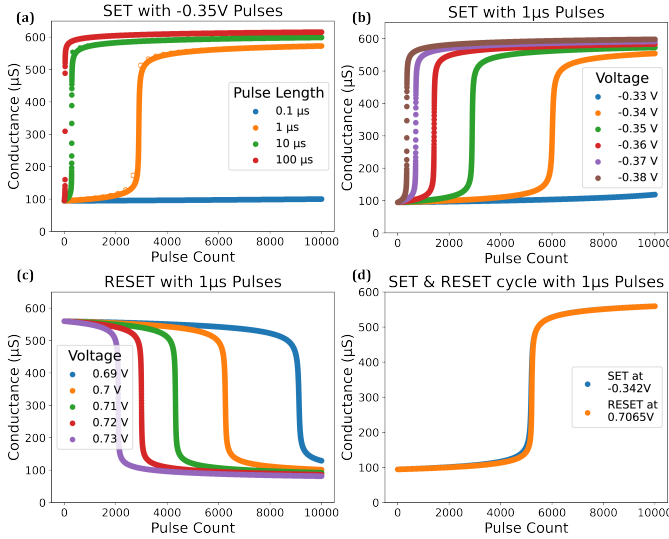 (a)
SET with -0.35V Pulses
600
500
400
300
200
100
0
Conductance (μS)
Pulse Length
0.1 μs
1 μs
10 μs
100 μs
0 2000 4000 6000 8000 10000
Pulse Count
(b)
SET with 1μs Pulses
600
500
400
300
200
100
0
Conductance (μS)
Voltage
-0.33 V
-0.34 V
-0.35 V
-0.36 V
-0.37 V
-0.38 V
0 2000 4000 6000 8000 10000
Pulse Count
(c)
RESET with 1μs Pulses
600
500
400
300
200
100
0
Conductance (μS)
Voltage
0.69 V
0.7 V
0.71 V
0.72 V
0.73 V
0 2000 4000 6000 8000 10000
Pulse Count
(d)
SET & RESET cycle with 1μs Pulses
600
500
400
300
200
100
0
Conductance (μS)
SET at
-0.342V
RESET at
0.7065V
0 2000 4000 6000 8000 10000
Pulse Count